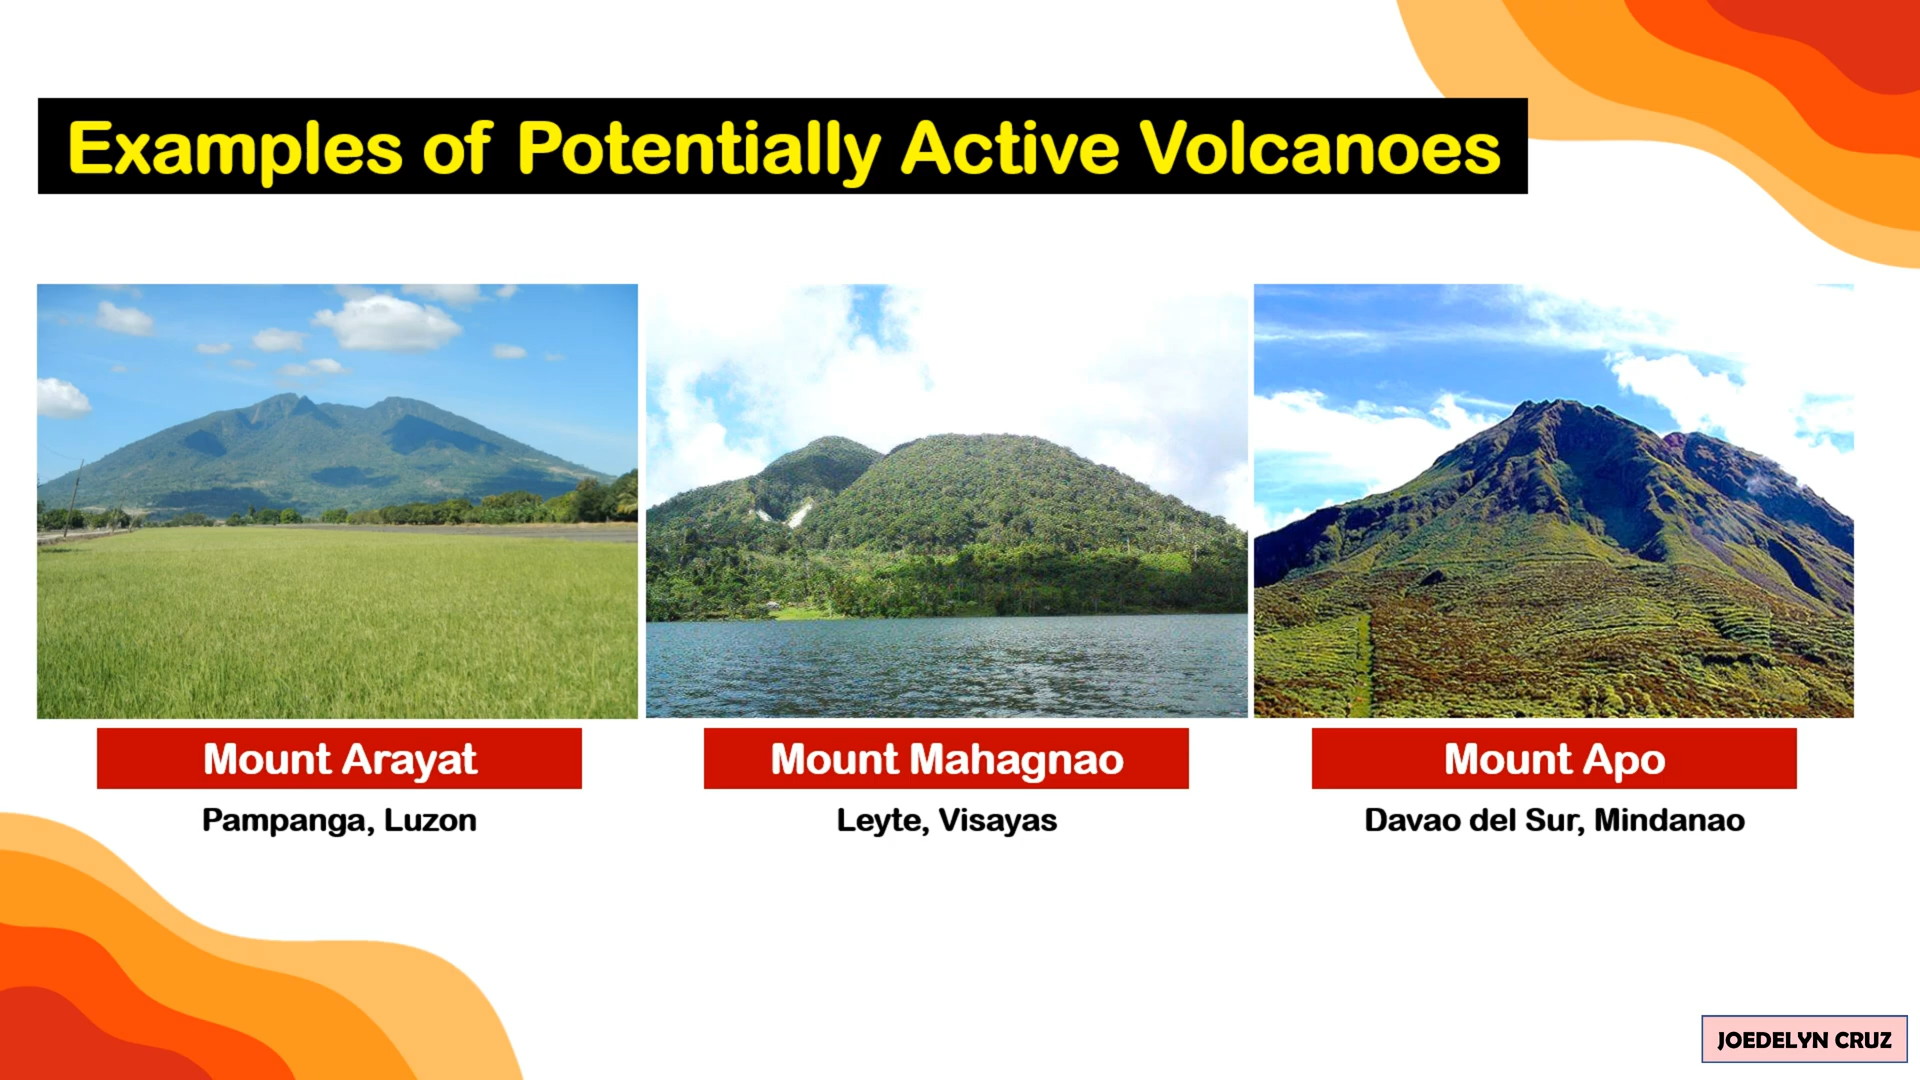 Examples of Potentially Active Volcanoes
Mount Arayat
Pampanga, Luzon
Mount Mahagnao
Leyte, Visayas
Mount Apo
Davao del Sur, Mindanao
JOEDELYN CRUZ